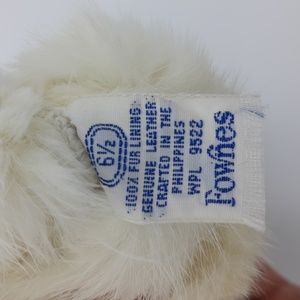 6½
100% FUR LINING
GENUINE LEATHER
CRAFTED IN THE
PHILIPPINES
WPL 9522
Fownes